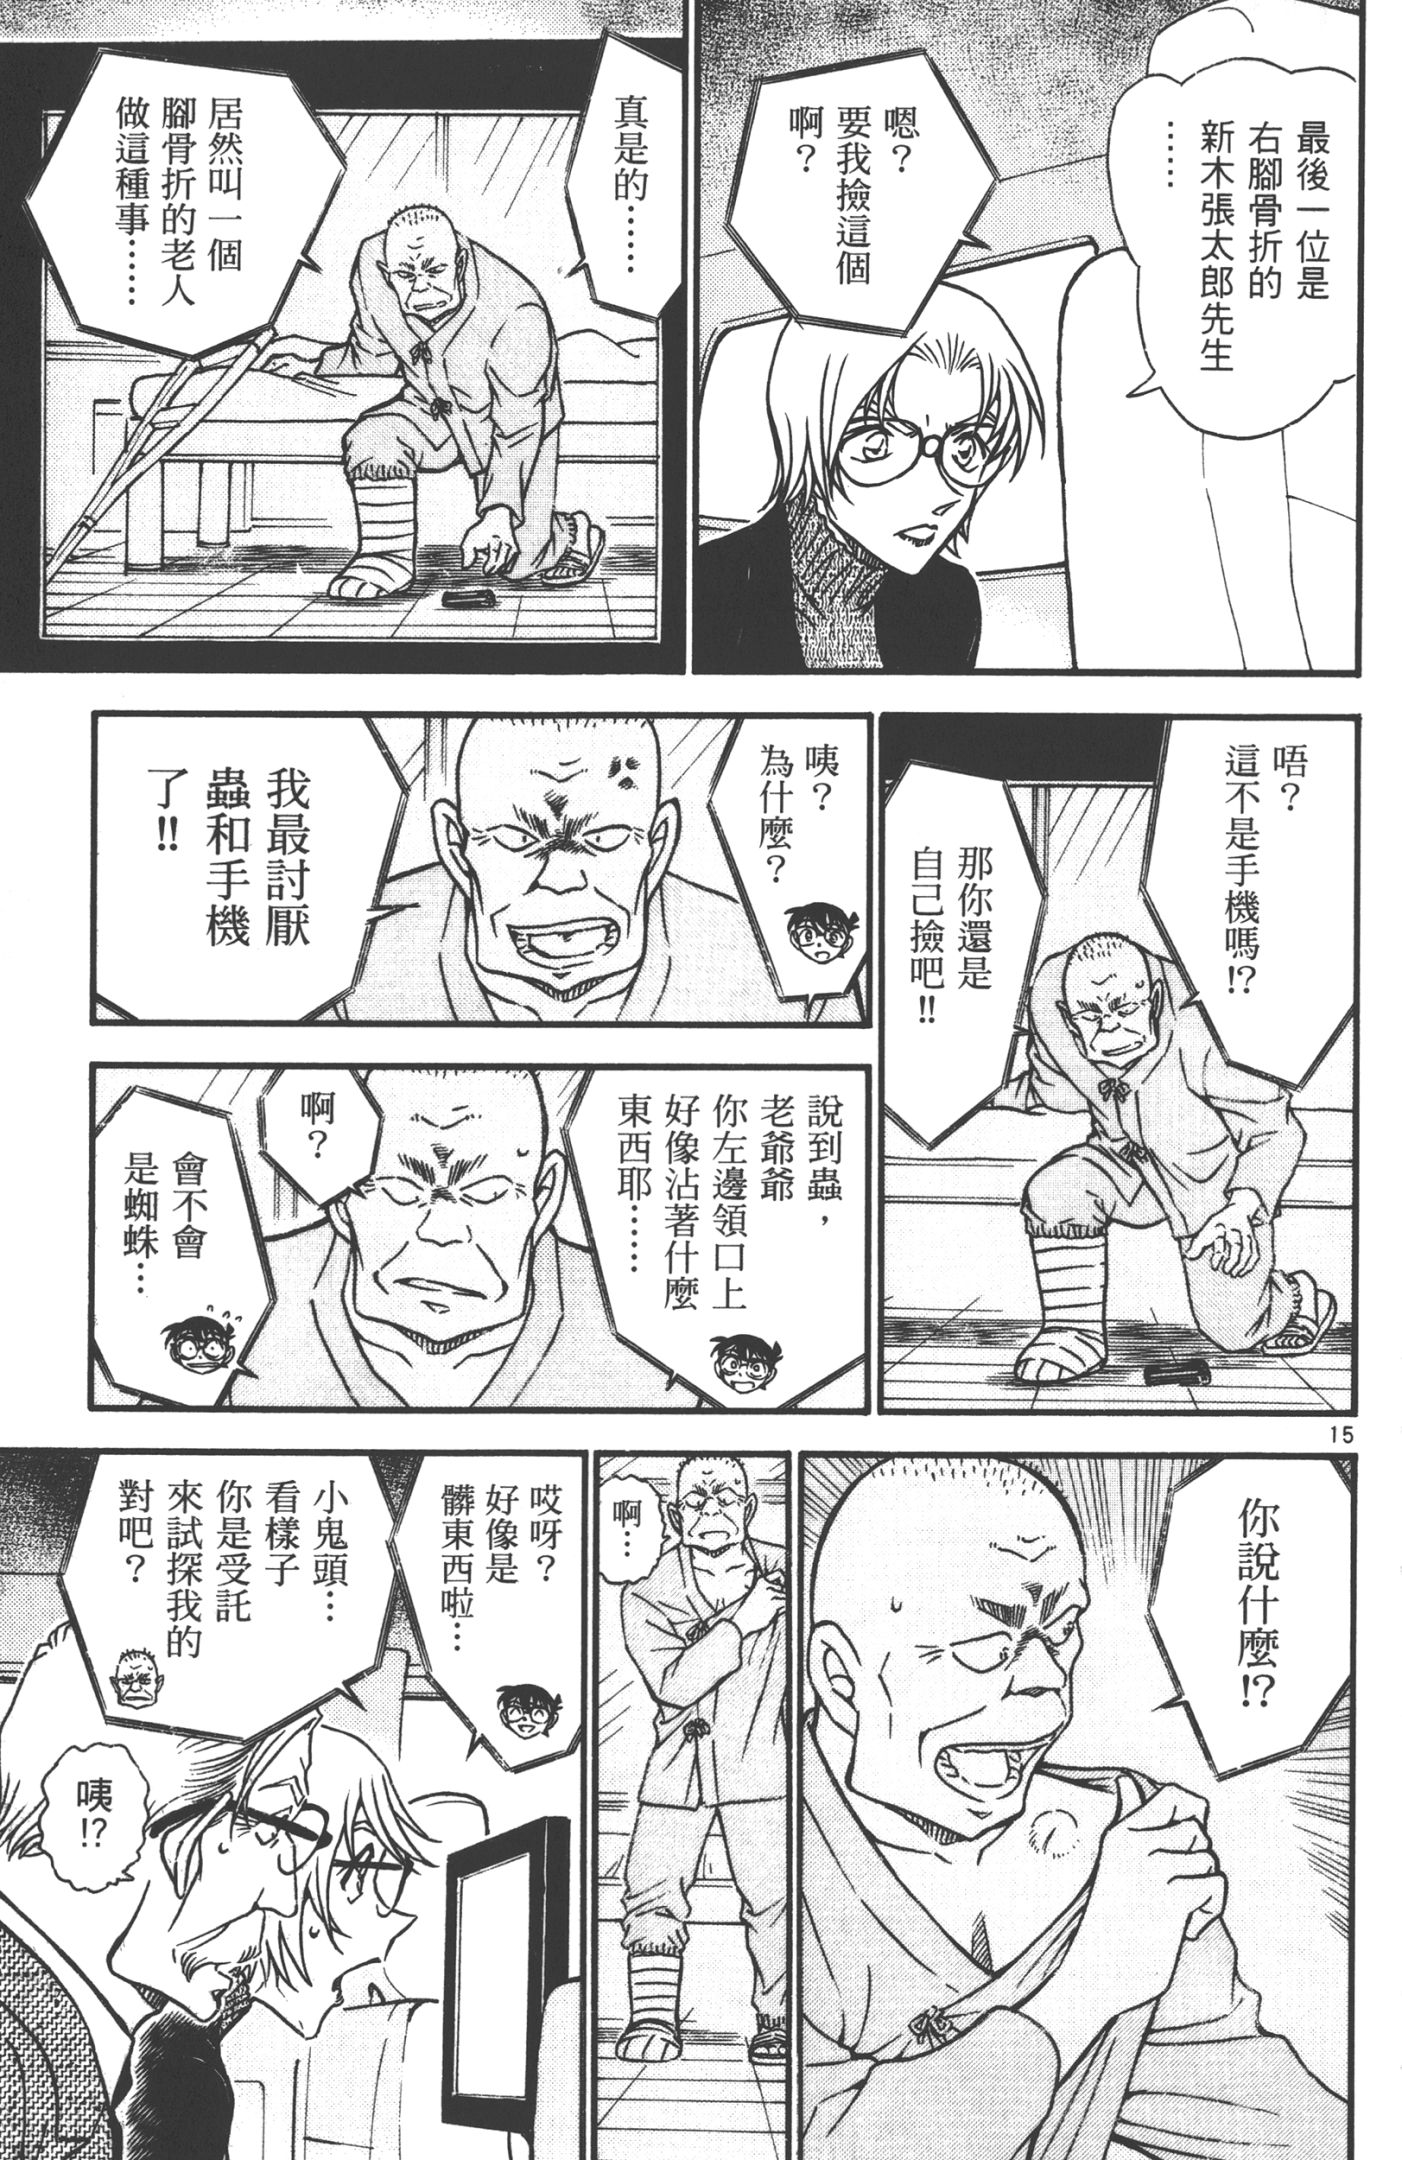 最後一位是
右腳骨折的
新木張太郎先生
……
嗯？
要我撿這個
啊？
真是的……
居然叫一個
腳骨折的老人
做這種事……
唔？
這不是手機嗎!?
那你還是
自己撿吧!!
咦？
為什麼？
我最討厭
蟲和手機
了!!
說到蟲，
老爺爺
你左邊領口上
好像沾著什麼
東西耶……
啊？
會不會
是蜘蛛…
15
你說什麼!?
啊…
哎呀？
好像是
髒東西啦…
小鬼頭…
看樣子
你是受託
來試探我的
對吧？
咦!?